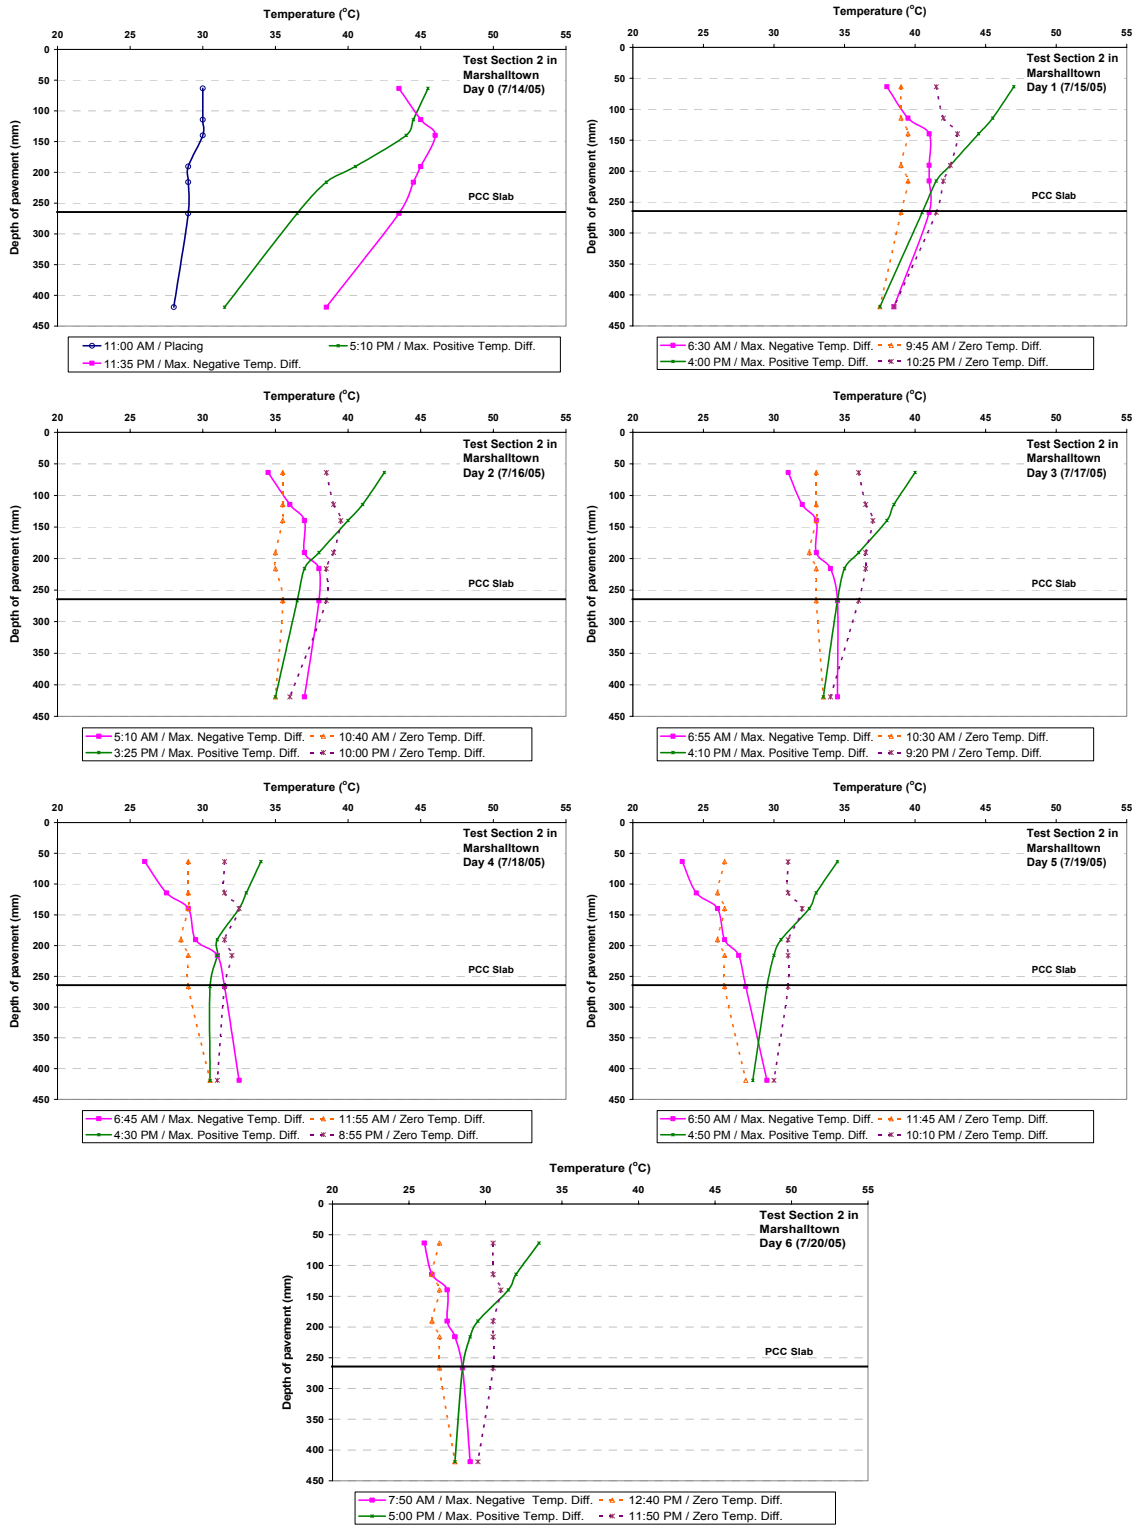 Temperature (°C)
20 25 30 35 40 45 50 55
0
50
100
150
200
250
300
350
400
450
Depth of pavement (mm)
Test Section 2 in
Marshalltown
Day 0 (7/14/05)
PCC Slab
11:00 AM / Placing
5:10 PM / Max. Positive Temp. Diff.
11:35 PM / Max. Negative Temp. Diff.
Temperature (°C)
20 25 30 35 40 45 50 55
0
50
100
150
200
250
300
350
400
450
Depth of pavement (mm)
Test Section 2 in
Marshalltown
Day 1 (7/15/05)
PCC Slab
6:30 AM / Max. Negative Temp. Diff.
9:45 AM / Zero Temp. Diff.
4:00 PM / Max. Positive Temp. Diff.
10:25 PM / Zero Temp. Diff.
Temperature (°C)
20 25 30 35 40 45 50 55
0
50
100
150
200
250
300
350
400
450
Depth of pavement (mm)
Test Section 2 in
Marshalltown
Day 2 (7/16/05)
PCC Slab
5:10 AM / Max. Negative Temp. Diff.
10:40 AM / Zero Temp. Diff.
3:25 PM / Max. Positive Temp. Diff.
10:00 PM / Zero Temp. Diff.
Temperature (°C)
20 25 30 35 40 45 50 55
0
50
100
150
200
250
300
350
400
450
Depth of pavement (mm)
Test Section 2 in
Marshalltown
Day 3 (7/17/05)
PCC Slab
6:55 AM / Max. Negative Temp. Diff.
10:30 AM / Zero Temp. Diff.
4:10 PM / Max. Positive Temp. Diff.
9:20 PM / Zero Temp. Diff.
Temperature (°C)
20 25 30 35 40 45 50 55
0
50
100
150
200
250
300
350
400
450
Depth of pavement (mm)
Test Section 2 in
Marshalltown
Day 4 (7/18/05)
PCC Slab
6:45 AM / Max. Negative Temp. Diff.
11:55 AM / Zero Temp. Diff.
4:30 PM / Max. Positive Temp. Diff.
8:55 PM / Zero Temp. Diff.
Temperature (°C)
20 25 30 35 40 45 50 55
0
50
100
150
200
250
300
350
400
450
Depth of pavement (mm)
Test Section 2 in
Marshalltown
Day 5 (7/19/05)
PCC Slab
6:50 AM / Max. Negative Temp. Diff.
11:45 AM / Zero Temp. Diff.
4:50 PM / Max. Positive Temp. Diff.
10:10 PM / Zero Temp. Diff.
Temperature (°C)
20 25 30 35 40 45 50 55
0
50
100
150
200
250
300
350
400
450
Depth of pavement (mm)
Test Section 2 in
Marshalltown
Day 6 (7/20/05)
PCC Slab
7:50 AM / Max. Negative Temp. Diff.
12:40 PM / Zero Temp. Diff.
5:00 PM / Max. Positive Temp. Diff.
11:50 PM / Zero Temp. Diff.